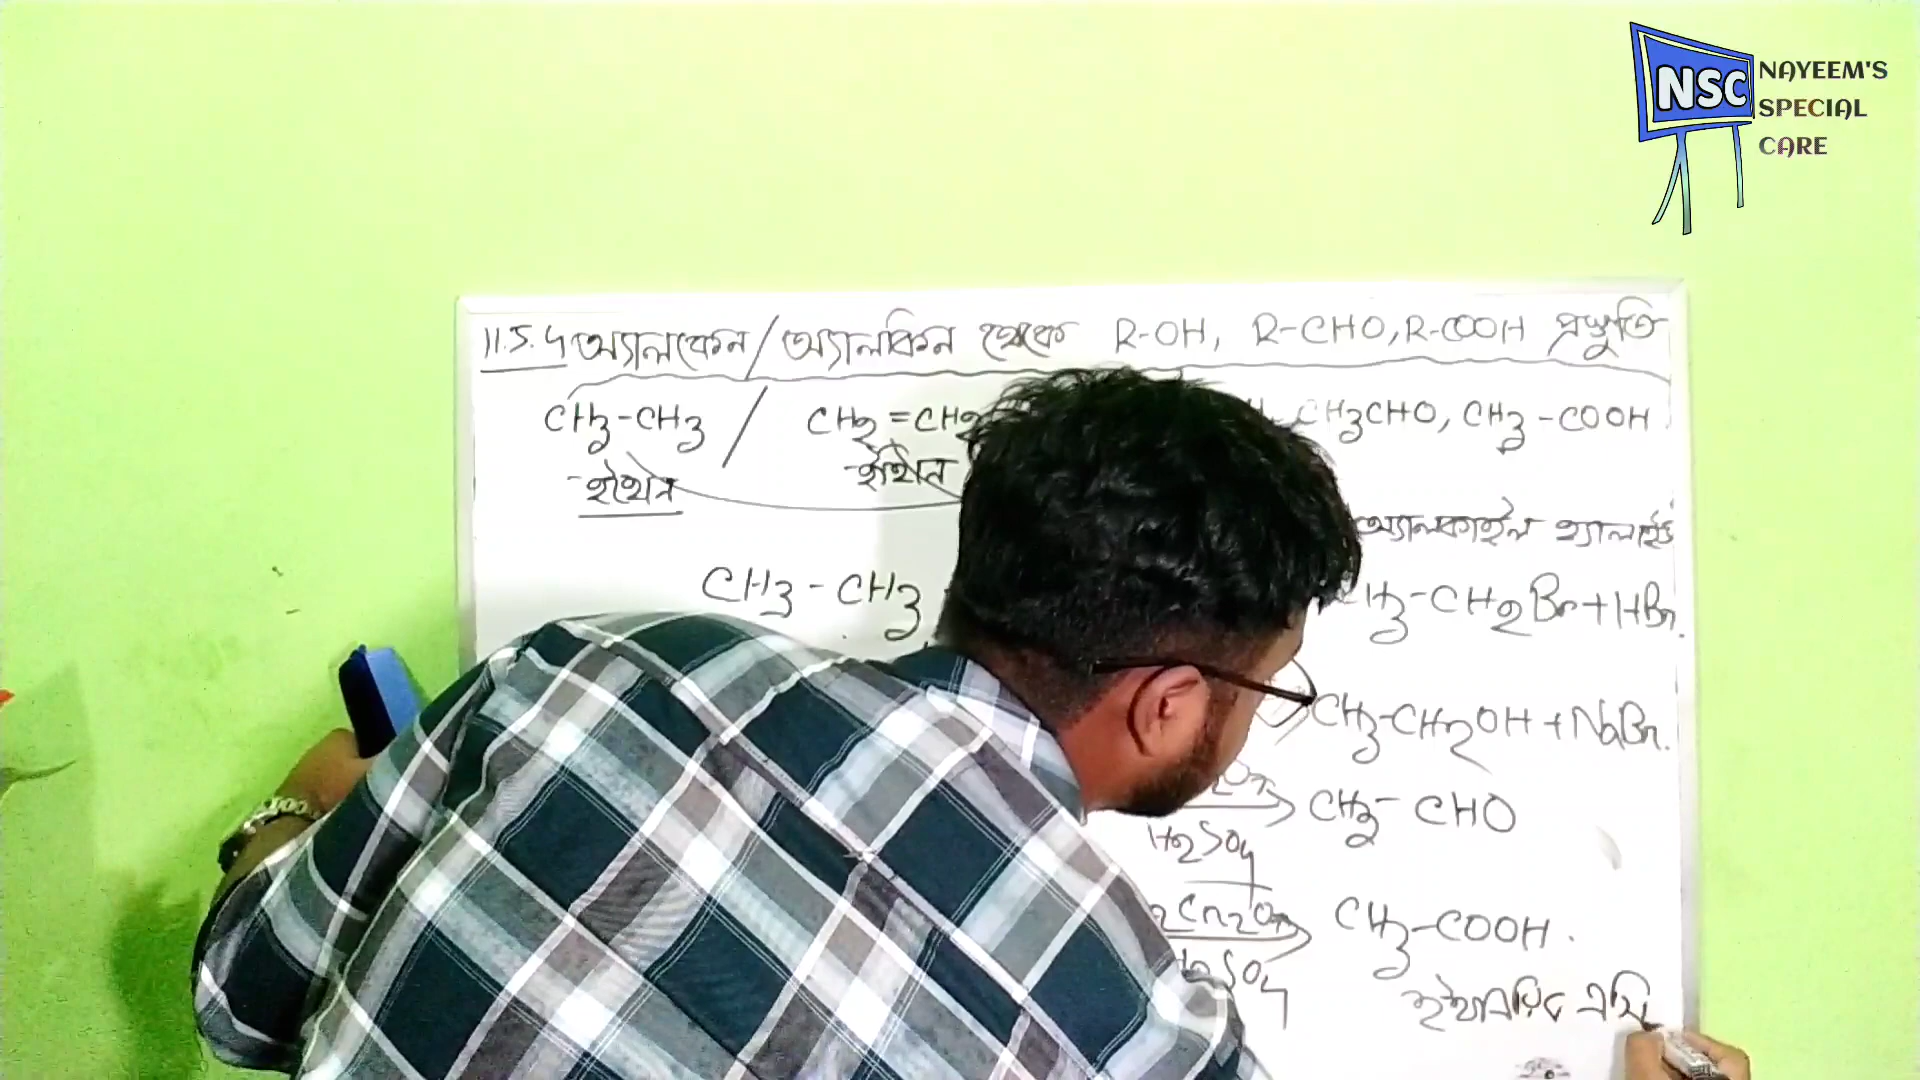 NSC NAYEEM'S
SPECIAL
CARE
11.5.4 অ্যালকেন/অ্যালকিন থেকে R-OH, R-CHO, R-COOH প্রস্তুতি
CH3-CH3 / CH2=CH2 CH3CHO, CH3-COOH
ইথেন ইথিন
অ্যালকাইল হ্যালাইড
CH3-CH3 CH3-CH2Br+HBr.
CH3-CH2OH+NaBr.
CH3-CHO
H2SO4
2Cr2O7 CH3-COOH.
H2SO4
ইথানয়িক এসি